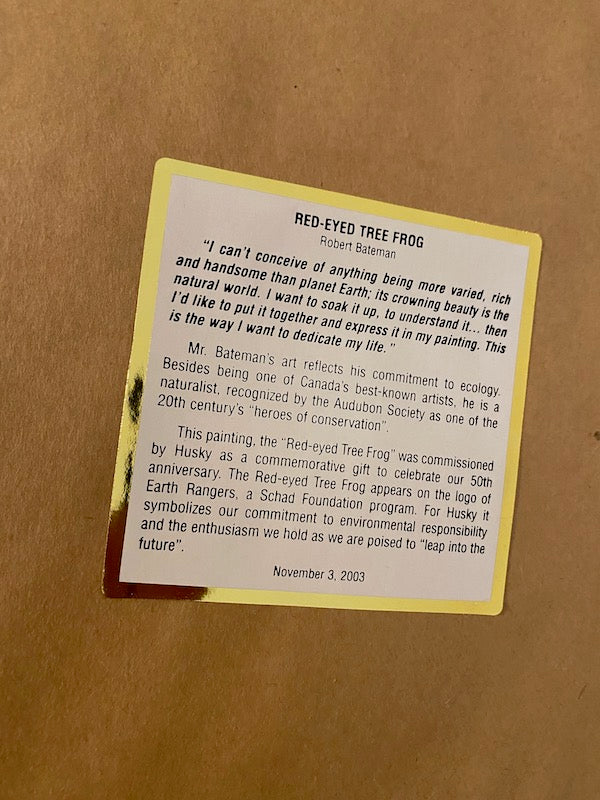 RED-EYED TREE FROG
Robert Bateman
"I can't conceive of anything being more varied, rich
and handsome than planet Earth; its crowning beauty is the
natural world. I want to soak it up, to understand it... then
I'd like to put it together and express it in my painting. This
is the way I want to dedicate my life."
Mr. Bateman's art reflects his commitment to ecology.
Besides being one of Canada's best-known artists, he is a
naturalist, recognized by the Audubon Society as one of the
20th century's "heroes of conservation".
This painting, the "Red-eyed Tree Frog" was commissioned
by Husky as a commemorative gift to celebrate our 50th
anniversary. The Red-eyed Tree Frog appears on the logo of
Earth Rangers, a Schad Foundation program. For Husky it
symbolizes our commitment to environmental responsibility
and the enthusiasm we hold as we are poised to "leap into the
future".
November 3, 2003